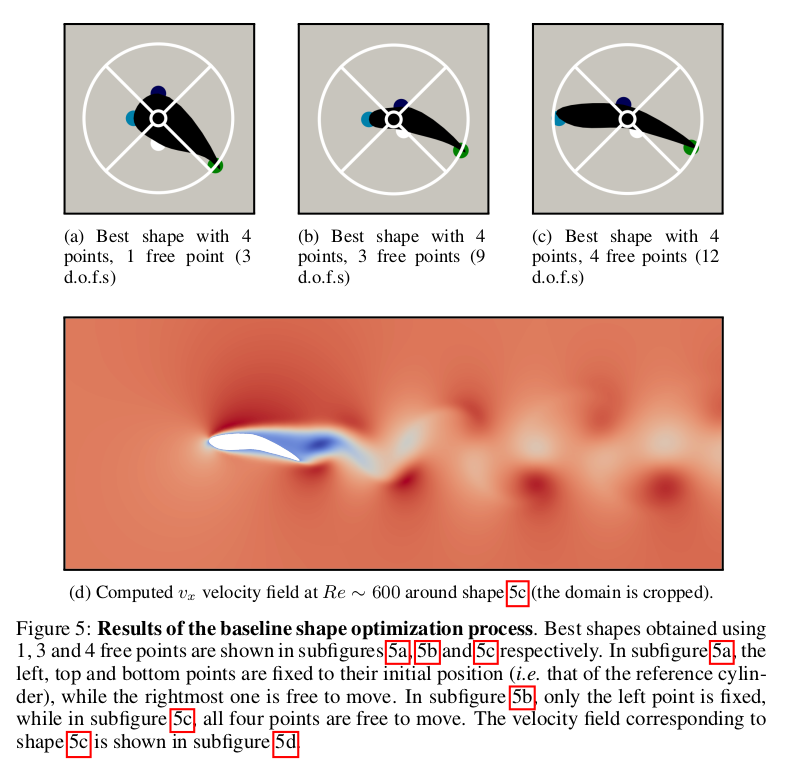 (a) Best shape with 4
points, 1 free point (3
d.o.f.s)
(b) Best shape with 4
points, 3 free points (9
d.o.f.s)
(c) Best shape with 4
points, 4 free points (12
d.o.f.s)
(d) Computed vₓ velocity field at Re ∼ 600 around shape 5c (the domain is cropped).
Figure 5: Results of the baseline shape optimization process. Best shapes obtained using
1, 3 and 4 free points are shown in subfigures 5a, 5b and 5c respectively. In subfigure 5a, the
left, top and bottom points are fixed to their initial position (i.e. that of the reference cylin-
der), while the rightmost one is free to move. In subfigure 5b, only the left point is fixed,
while in subfigure 5c, all four points are free to move. The velocity field corresponding to
shape 5c is shown in subfigure 5d.